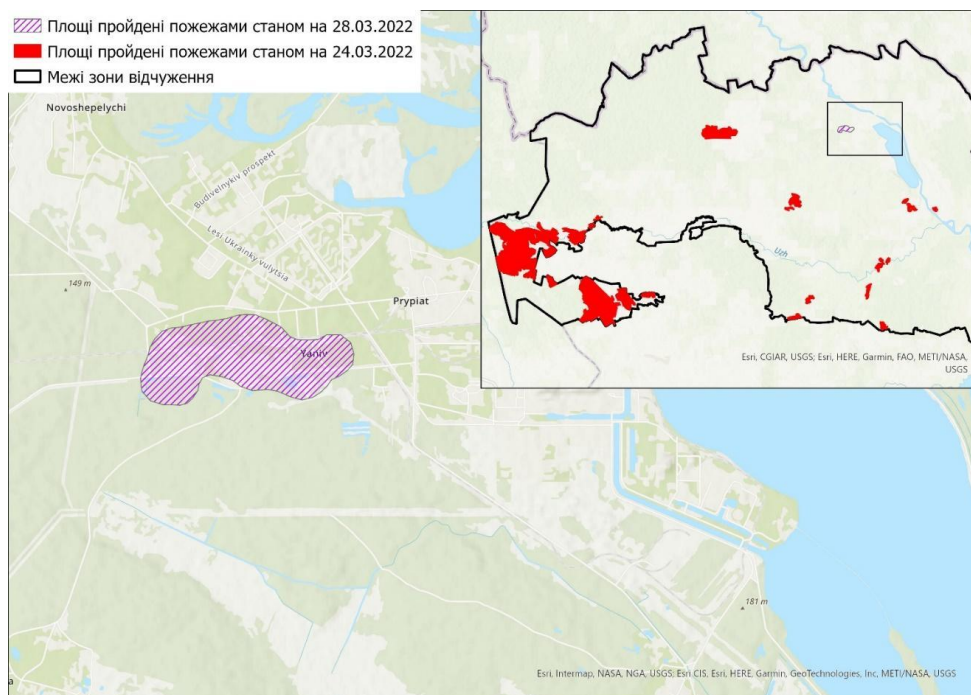 Площі пройдені пожежами станом на 28.03.2022
Площі пройдені пожежами станом на 24.03.2022
Межі зони відчуження
Novoshepelychi
Budivelnykiv prospekt
Lesi Ukrainky vulytsia
149 m
Prypiat
Yaniv
Uzh
Esri, CGIAR, USGS; Esri, HERE, Garmin, FAO, METI/NASA,
USGS
181 m
a
Esri, Intermap, NASA, NGA, USGS; Esri CIS, Esri, HERE, Garmin, GeoTechnologies, Inc, METI/NASA, USGS